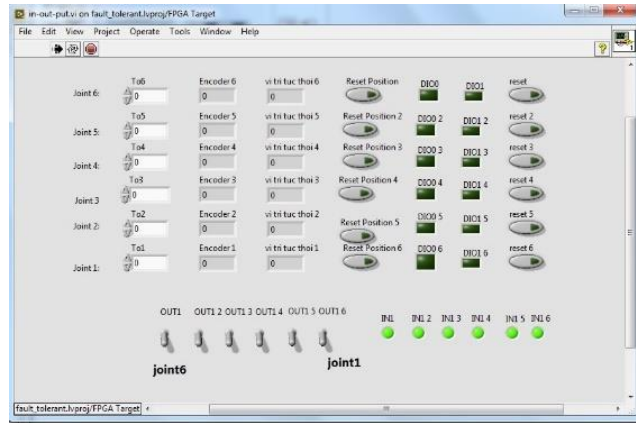 in-out-put.vi on fault_tolerant.lvproj/FPGA Target
File Edit View Project Operate Tools Window Help
To6 Encoder 6 vi tri tuc thoi 6 Reset Position DIO0 DIO1 reset
Joint 6: 0 0 0
To5 Encoder 5 vi tri tuc thoi 5 Reset Position 2 DIO0 2 DIO1 2 reset 2
Joint 5: 0 0 0
To4 Encoder 4 vi tri tuc thoi 4 Reset Position 3 DIO0 3 DIO1 3 reset 3
Joint 4: 0 0 0
To3 Encoder 3 vi tri tuc thoi 3 Reset Position 4 DIO0 4 DIO1 4 reset 4
Joint 3 0 0 0
To2 Encoder 2 vi tri tuc thoi 2 Reset Position 5 DIO0 5 DIO1 5 reset 5
Joint 2: 0 0 0
To1 Encoder 1 vi tri tuc thoi 1 Reset Position 6 DIO0 6 DIO1 6 reset 6
Joint 1: 0 0 0
OUT1 OUT1 2 OUT1 3 OUT1 4 OUT1 5 OUT1 6 IN1 IN1 2 IN1 3 IN1 4 IN1 5 IN1 6
joint6 joint1
fault_tolerant.lvproj/FPGA Target